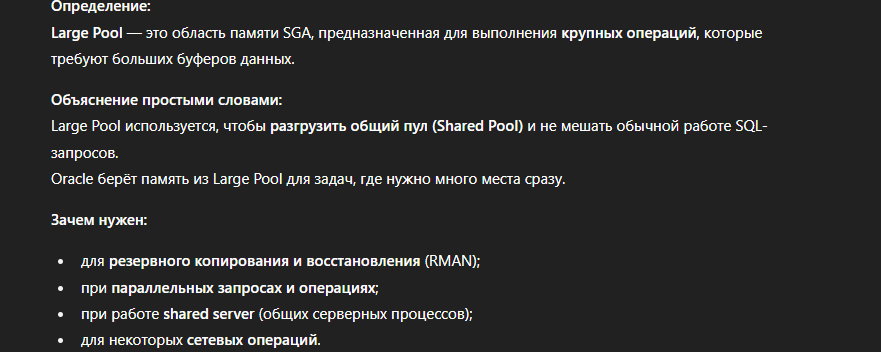 Определение:
Large Pool — это область памяти SGA, предназначенная для выполнения крупных операций, которые
требуют больших буферов данных.
Объяснение простыми словами:
Large Pool используется, чтобы разгрузить общий пул (Shared Pool) и не мешать обычной работе SQL-
запросов.
Oracle берёт память из Large Pool для задач, где нужно много места сразу.
Зачем нужен:
• для резервного копирования и восстановления (RMAN);
• при параллельных запросах и операциях;
• при работе shared server (общих серверных процессов);
• для некоторых сетевых операций.